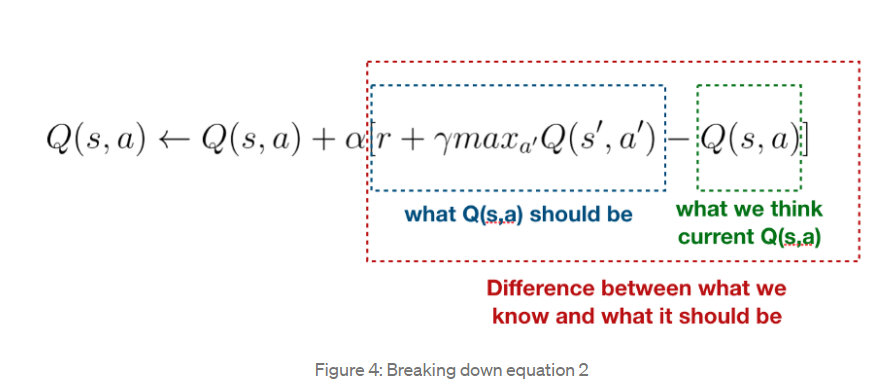 Q(s, a) ← Q(s, a) + α[r + γmaxₐ′Q(s′, a′) − Q(s, a)]
what Q(s,a) should be
what we think
current Q(s,a)
Difference between what we
know and what it should be
Figure 4: Breaking down equation 2